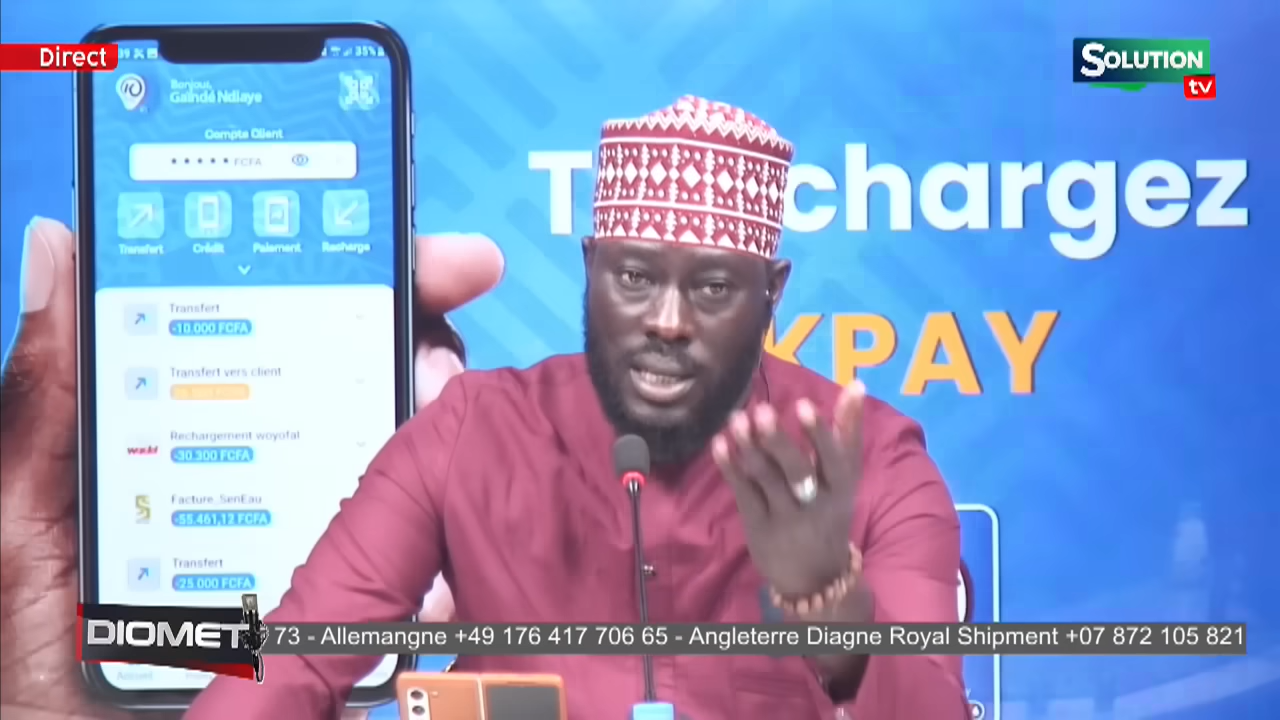 Direct
SOLUTION
tv
35%
Bonjour,
Gaïndé Ndiaye
Compte Client
FCFA
Transfert
Crédit
Paiement
Recharge
Transfert
-10.000 FCFA
Transfert vers client
Rechargement woyofal
-30.300 FCFA
Facture SenEau
-55.461,12 FCFA
Transfert
-25.000 FCFA
chargez
KPAY
DIOMET
73 - Allemangne +49 176 417 706 65 - Angleterre Diagne Royal Shipment +07 872 105 821